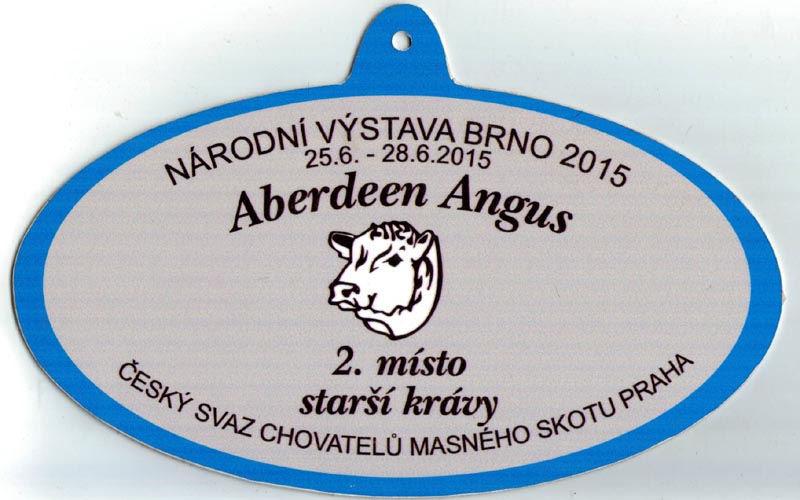 NÁRODNÍ VÝSTAVA BRNO 2015
25.6. - 28.6.2015
Aberdeen Angus
2. místo
starší krávy
ČESKÝ SVAZ CHOVATELŮ MASNÉHO SKOTU PRAHA